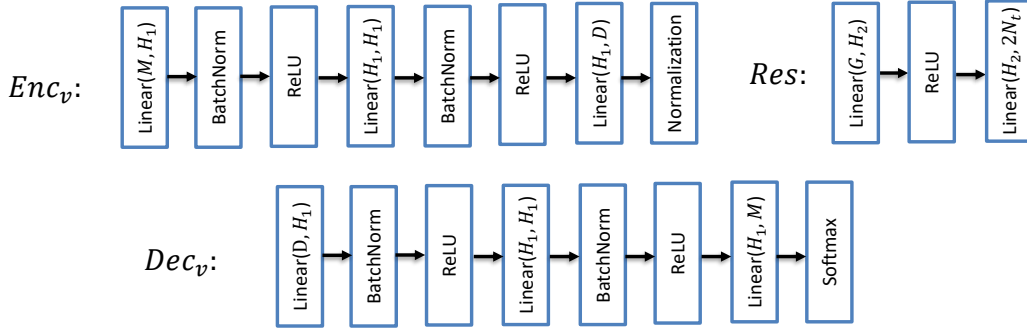 Enc_v:
Linear(M, H_1)
BatchNorm
ReLU
Linear(H_1, H_1)
BatchNorm
ReLU
Linear(H_1, D)
Normalization
Res:
Linear(G, H_2)
ReLU
Linear(H_2, 2N_t)
Dec_v:
Linear(D, H_1)
BatchNorm
ReLU
Linear(H_1, H_1)
BatchNorm
ReLU
Linear(H_1, M)
Softmax